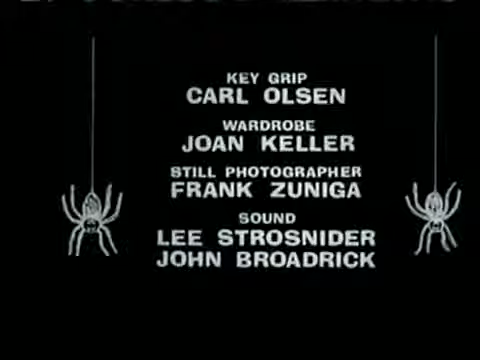 KEY GRIP
CARL OLSEN
WARDROBE
JOAN KELLER
STILL PHOTOGRAPHER
FRANK ZUNIGA
SOUND
LEE STROSNIDER
JOHN BROADRICK